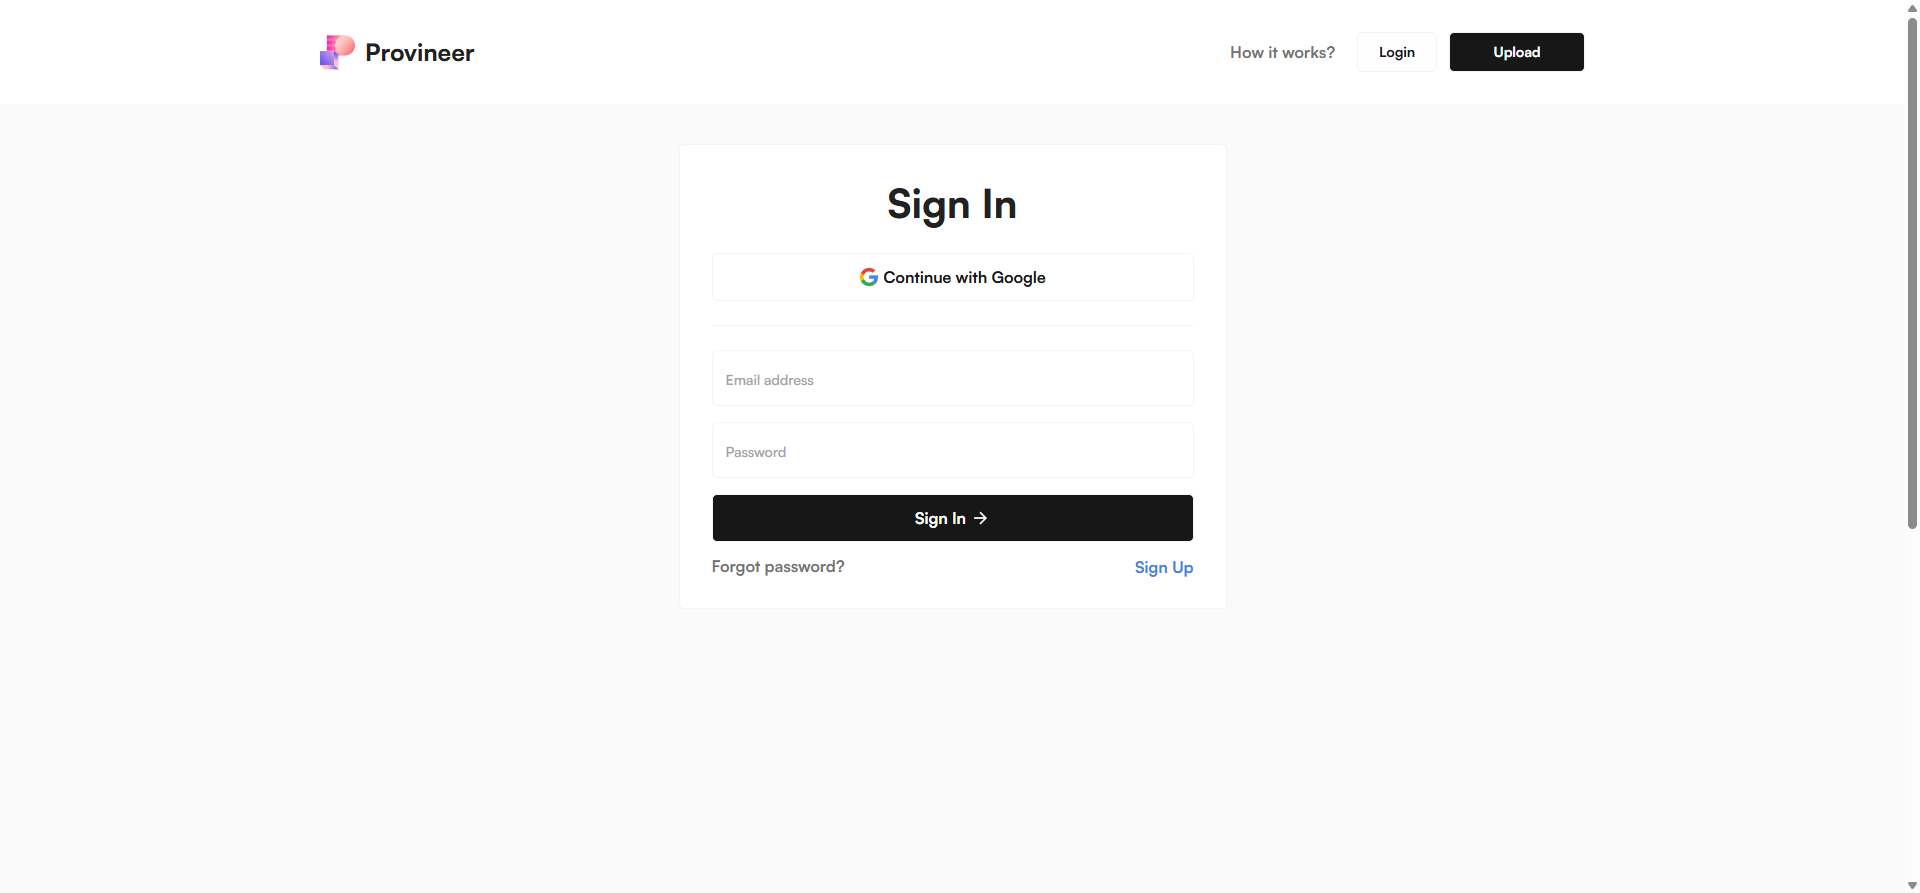 Provineer
How it works?
Login
Upload
Sign In
Continue with Google
Email address
Password
Sign In
Forgot password?
Sign Up